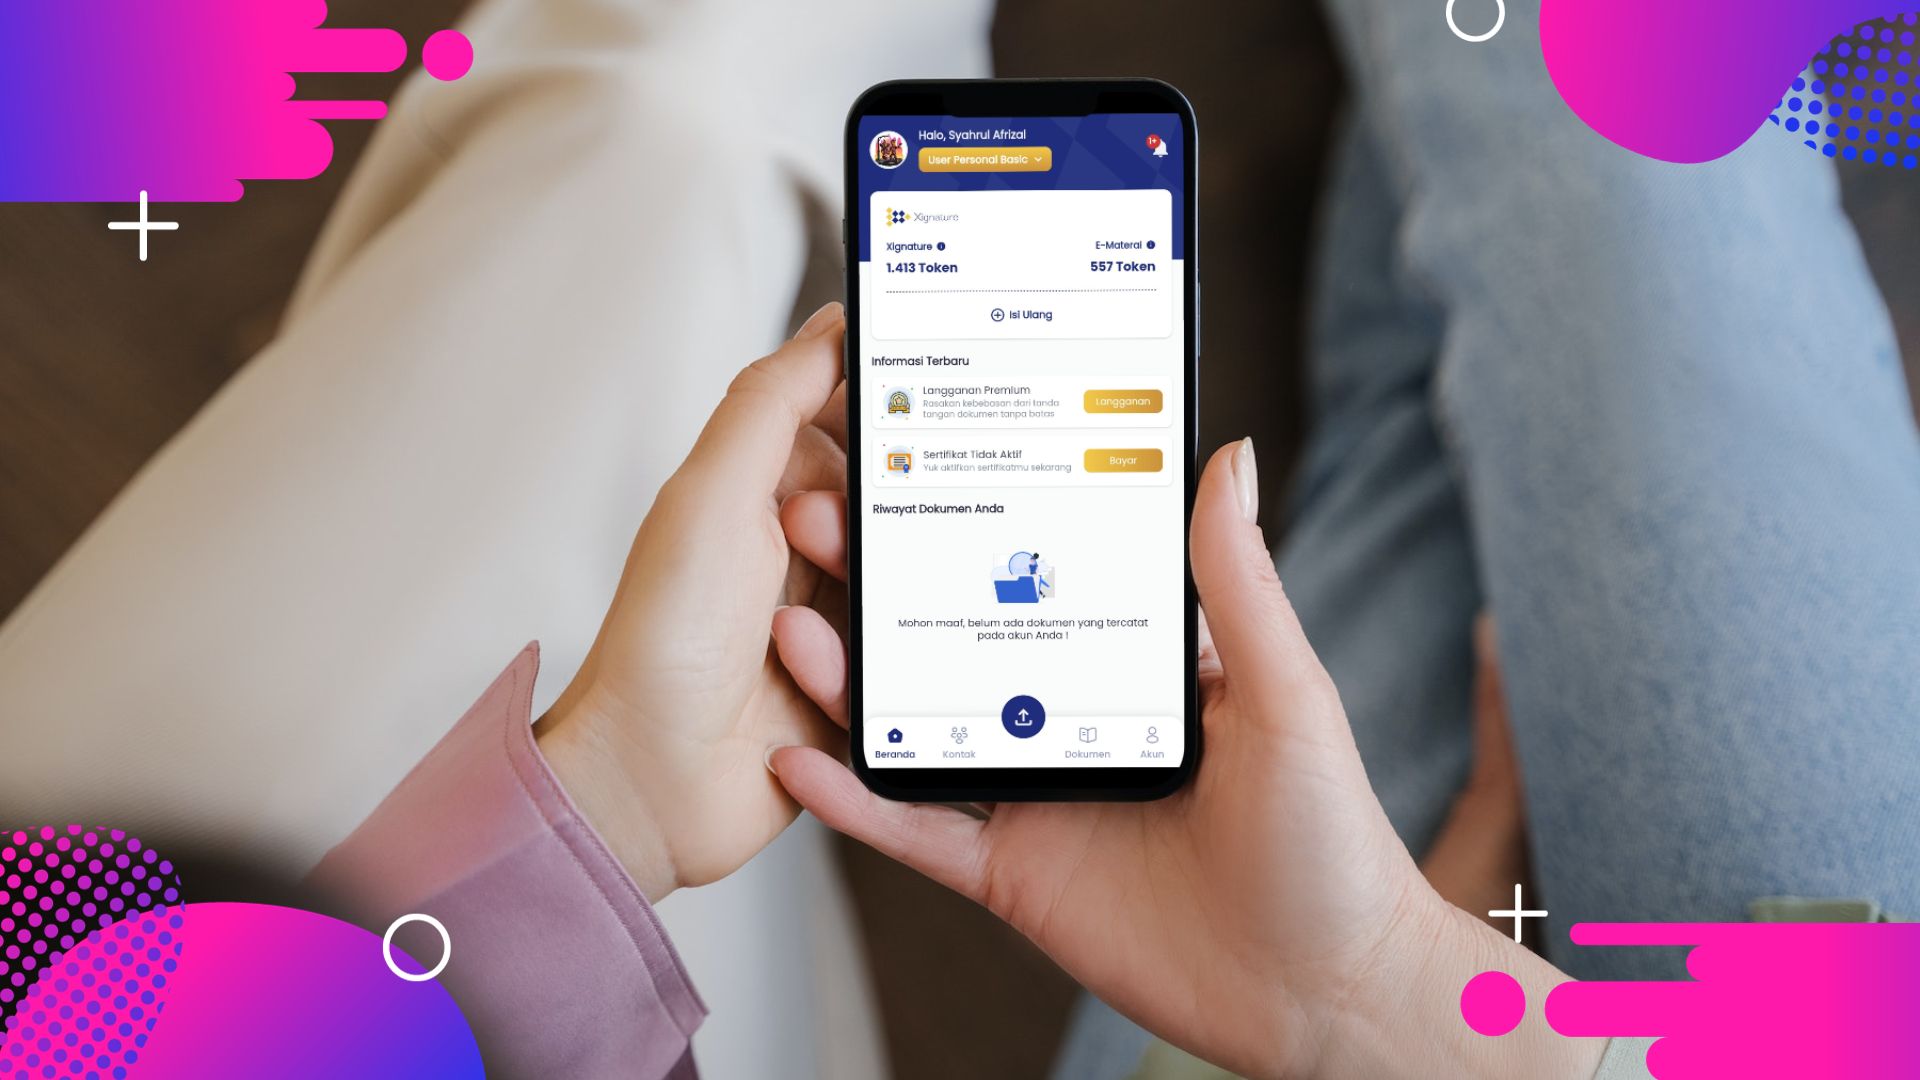 Halo, Syahrul Afrizal
User Personal Basic
1+
Xignature
Xignature
E-Materai
1.413 Token
557 Token
Isi Ulang
Informasi Terbaru
Langganan Premium
Rasakan kebebasan dari tanda
tangan dokumen tanpa batas
Langganan
Sertifikat Tidak Aktif
Yuk aktifkan sertifikatmu sekarang
Bayar
Riwayat Dokumen Anda
Mohon maaf, belum ada dokumen yang tercatat
pada akun Anda !
Beranda
Kontak
Dokumen
Akun